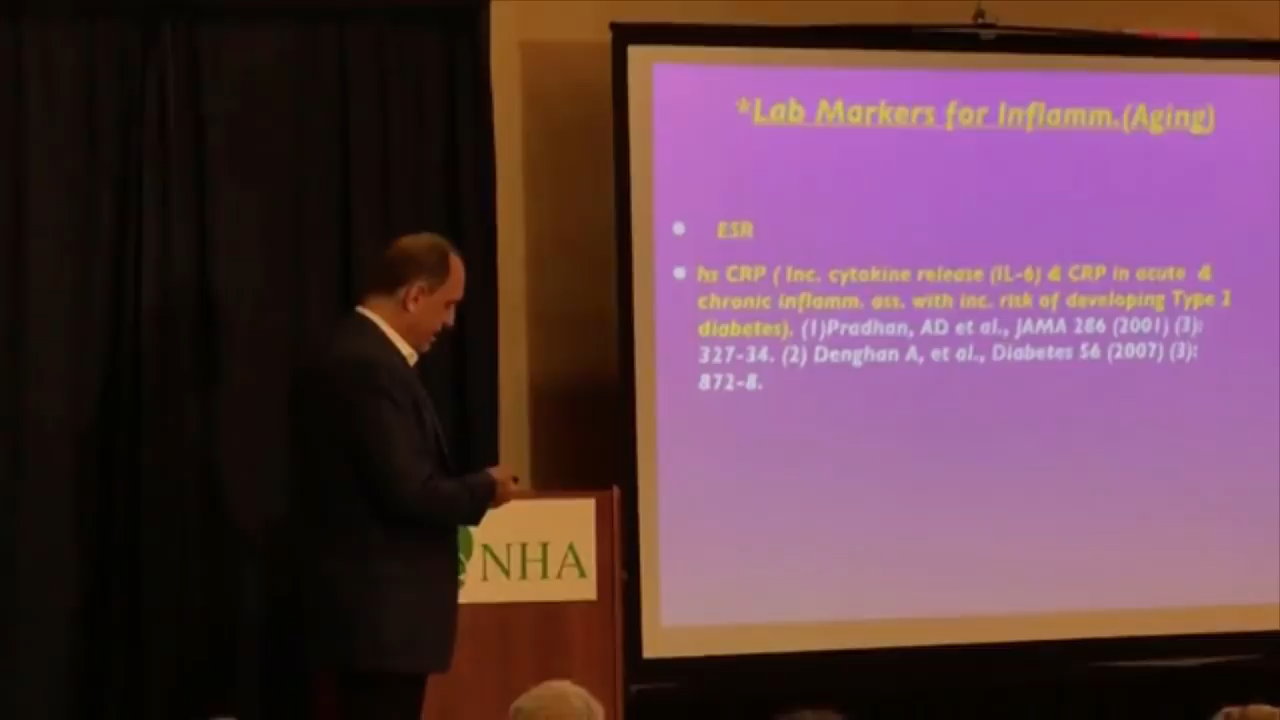 *Lab Markers for Inflamm.(Aging)
ESR
hs CRP ( Inc. cytokine release (IL-6) & CRP in acute &
chronic inflamm. ass. with inc. risk of developing Type 2
diabetes). (1)Pradhan, AD et al., JAMA 286 (2001) (3):
327-34. (2) Denghan A, et al., Diabetes 56 (2007) (3):
872-8.
NHA